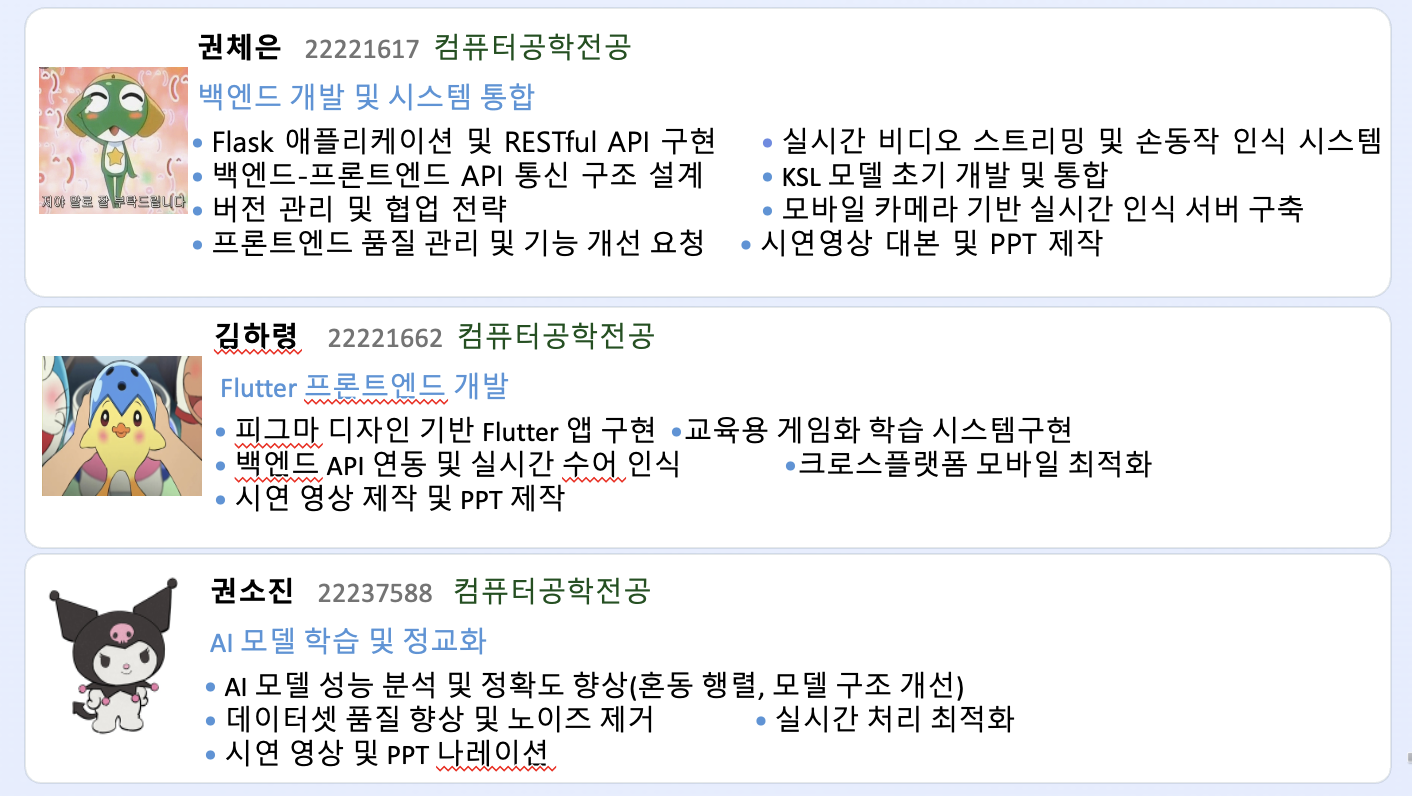 권체은 22221617 컴퓨터공학전공
백엔드 개발 및 시스템 통합
• Flask 애플리케이션 및 RESTful API 구현 • 실시간 비디오 스트리밍 및 손동작 인식 시스템
• 백엔드-프론트엔드 API 통신 구조 설계 • KSL 모델 초기 개발 및 통합
• 버전 관리 및 협업 전략 • 모바일 카메라 기반 실시간 인식 서버 구축
• 프론트엔드 품질 관리 및 기능 개선 요청 • 시연영상 대본 및 PPT 제작
저야 말로 잘 부탁드립니다
김하령 22221662 컴퓨터공학전공
Flutter 프론트엔드 개발
• 피그마 디자인 기반 Flutter 앱 구현 •교육용 게임화 학습 시스템구현
• 백엔드 API 연동 및 실시간 수어 인식 •크로스플랫폼 모바일 최적화
• 시연 영상 제작 및 PPT 제작
권소진 22237588 컴퓨터공학전공
AI 모델 학습 및 정교화
• AI 모델 성능 분석 및 정확도 향상(혼동 행렬, 모델 구조 개선)
• 데이터셋 품질 향상 및 노이즈 제거 • 실시간 처리 최적화
• 시연 영상 및 PPT 나레이션